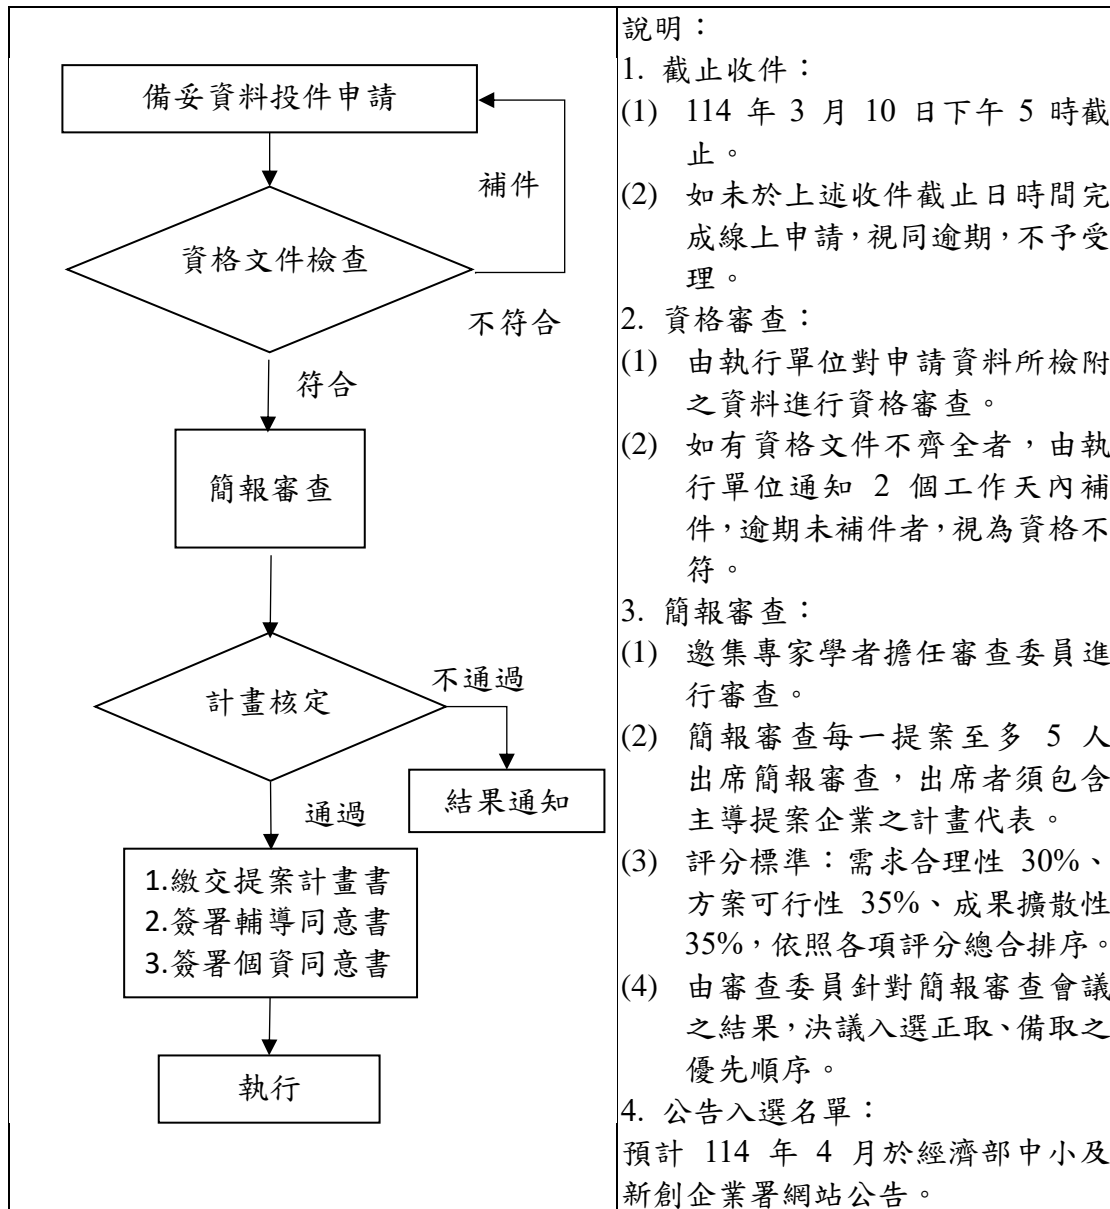 備妥資料投件申請
補件
資格文件檢查
不符合
符合
簡報審查
計畫核定
不通過
結果通知
通過
1.繳交提案計畫書
2.簽署輔導同意書
3.簽署個資同意書
執行
說明：
1. 截止收件：
(1) 114 年 3 月 10 日下午 5 時截
止。
(2) 如未於上述收件截止日時間完
成線上申請，視同逾期，不予受
理。
2. 資格審查：
(1) 由執行單位對申請資料所檢附
之資料進行資格審查。
(2) 如有資格文件不齊全者，由執
行單位通知 2 個工作天內補
件，逾期未補件者，視為資格不
符。
3. 簡報審查：
(1) 邀集專家學者擔任審查委員進
行審查。
(2) 簡報審查每一提案至多 5 人
出席簡報審查，出席者須包含
主導提案企業之計畫代表。
(3) 評分標準：需求合理性 30%、
方案可行性 35%、成果擴散性
35%，依照各項評分總合排序。
(4) 由審查委員針對簡報審查會議
之結果，決議入選正取、備取之
優先順序。
4. 公告入選名單：
預計 114 年 4 月於經濟部中小及
新創企業署網站公告。